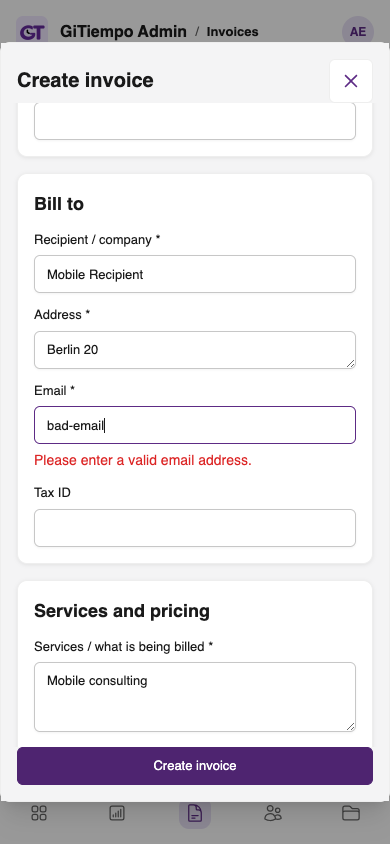 GT GiTiempo Admin / Invoices AE
Create invoice
Bill to
Recipient / company *
Mobile Recipient
Address *
Berlin 20
Email *
bad-email
Please enter a valid email address.
Tax ID
Services and pricing
Services / what is being billed *
Mobile consulting
Create invoice